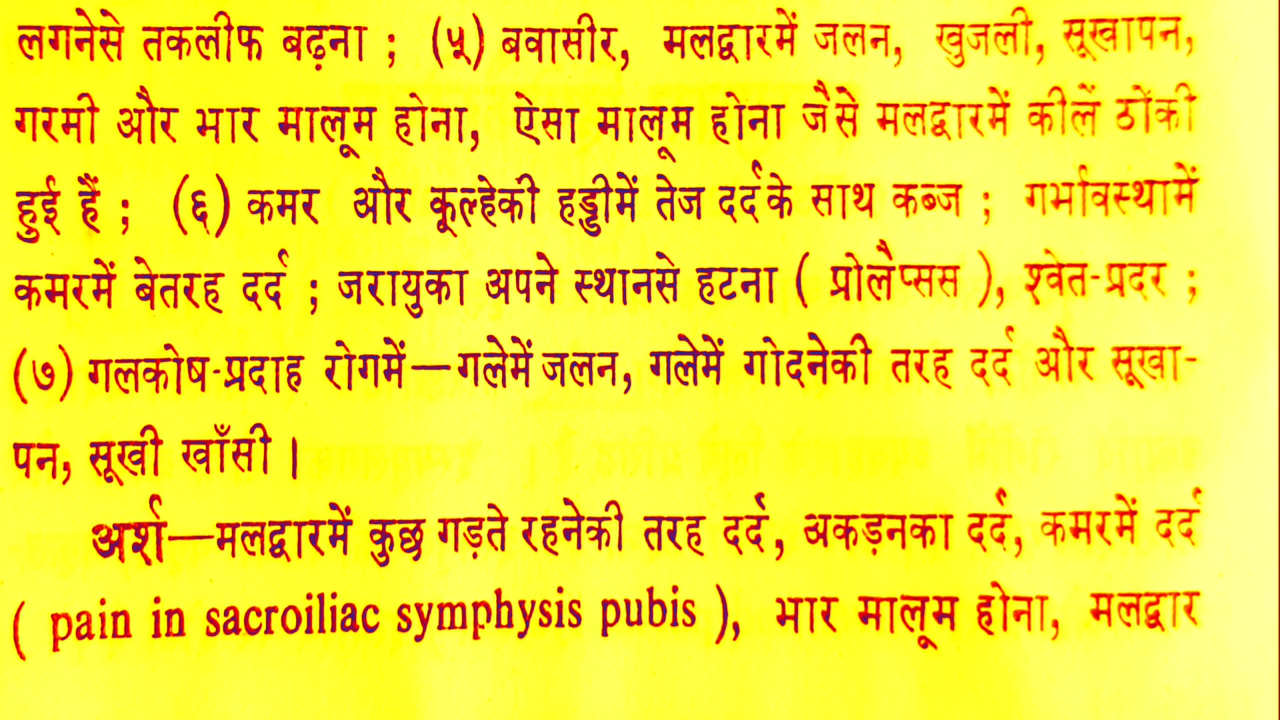 लगनेसे तकलीफ बढ़ना ; (५) बवासीर, मलद्वारमें जलन, खुजली, सूखापन,
गरमी और भार मालूम होना, ऐसा मालूम होना जैसे मलद्वारमें कीलें ठोंकी
हुई हैं ; (६) कमर और कूल्हेकी हड्डीमें तेज दर्दके साथ कब्ज ; गर्भावस्थामें
कमरमें बेतरह दर्द ; जरायुका अपने स्थानसे हटना ( प्रोलैप्सस ), श्वेत-प्रदर ;
(७) गलकोष-प्रदाह रोगमें—गलेमें जलन, गलेमें गोदनेकी तरह दर्द और सूखा-
पन, सूखी खाँसी ।
अर्श—मलद्वारमें कुछ गड़ते रहनेकी तरह दर्द, अकड़नका दर्द, कमरमें दर्द
( pain in sacroiliac symphysis pubis ), भार मालूम होना, मलद्वार